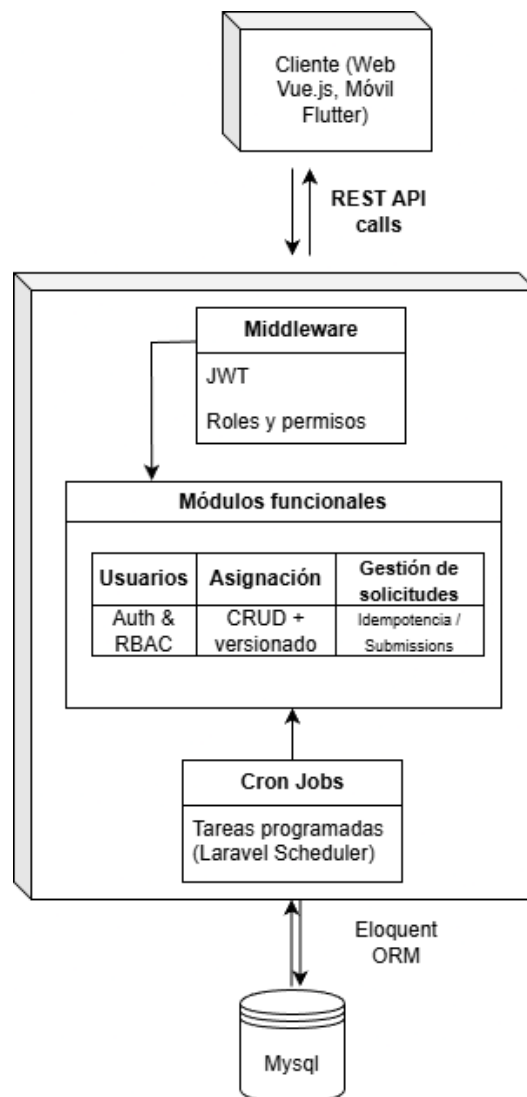 Cliente (Web
Vue.js, Móvil
Flutter)
REST API
calls
Middleware
JWT
Roles y permisos
Módulos funcionales
Usuarios
Asignación
Gestión de
solicitudes
Auth &
RBAC
CRUD +
versionado
Idempotencia /
Submissions
Cron Jobs
Tareas programadas
(Laravel Scheduler)
Eloquent
ORM
Mysql